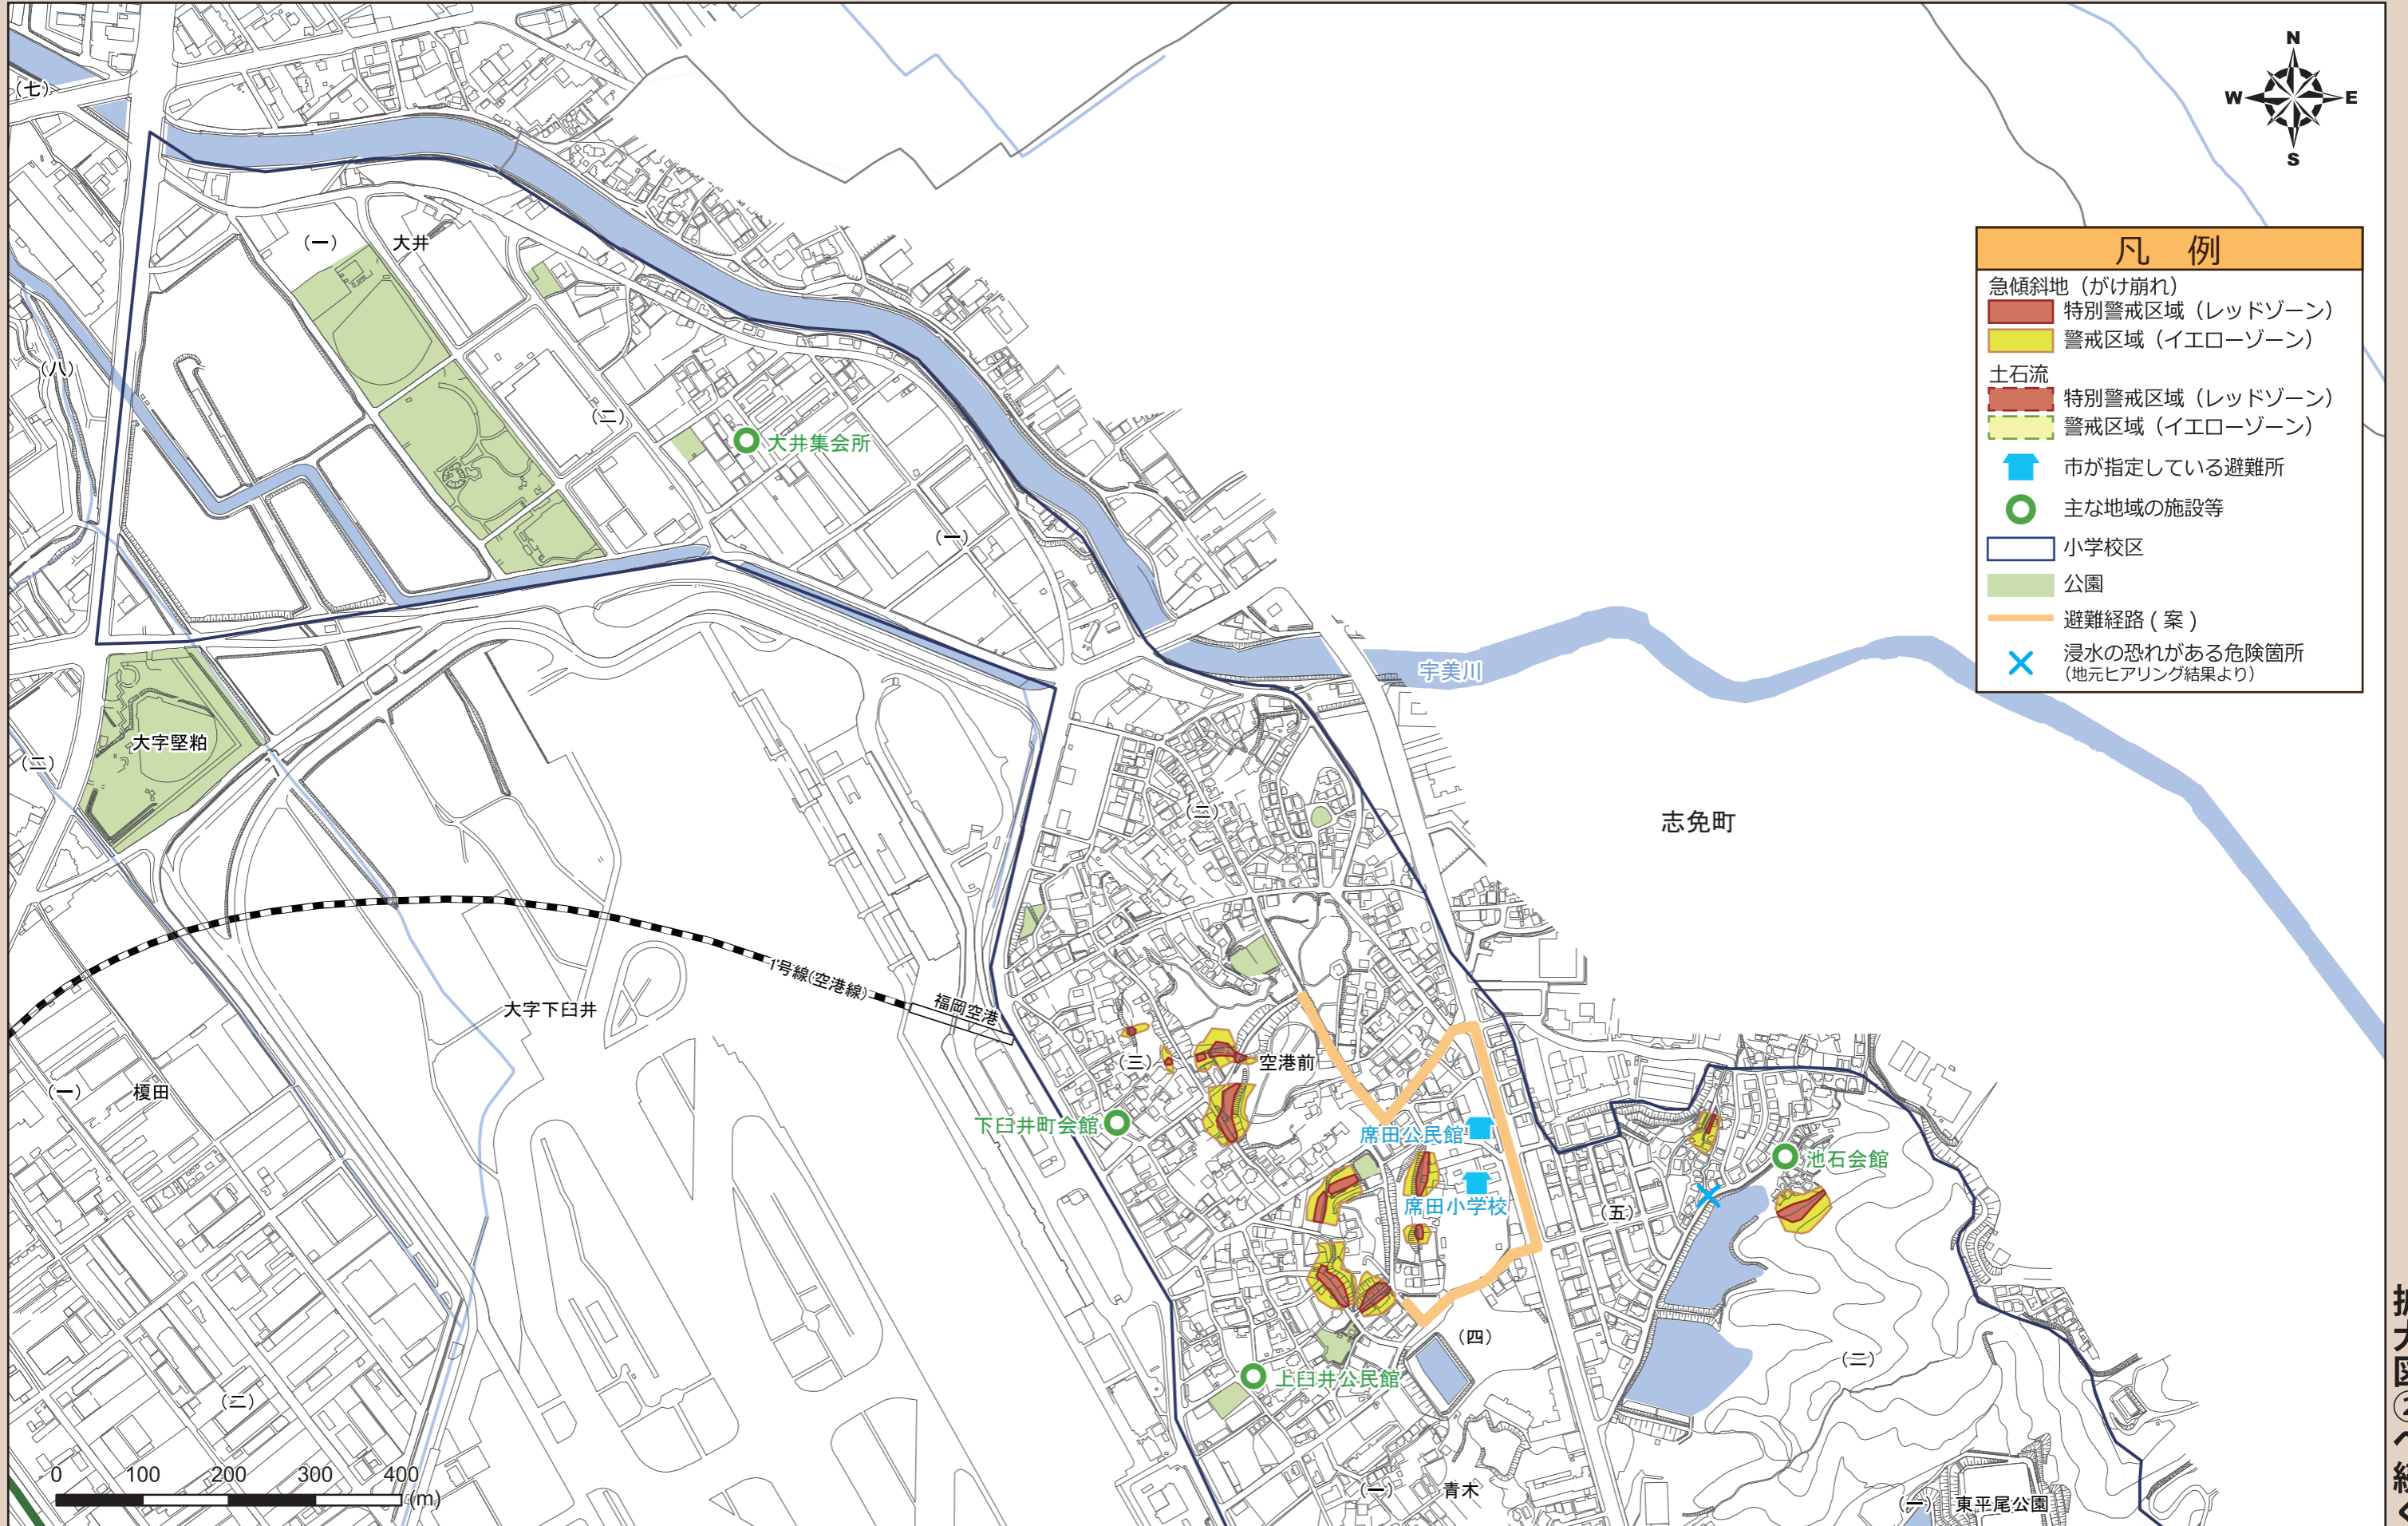 N
W
E
S
凡 例
急傾斜地（がけ崩れ）
特別警戒区域（レッドゾーン）
警戒区域（イエローゾーン）
土石流
特別警戒区域（レッドゾーン）
警戒区域（イエローゾーン）
市が指定している避難所
主な地域の施設等
小学校区
公園
避難経路 ( 案 )
浸水の恐れがある危険箇所
（地元ヒアリング結果より）
（七）
（一）
大井
（八）
（二）
大井集会所
（一）
宇美川
大字堅粕
（二）
（二）
志免町
1号線(空港線)
福岡空港
大字下臼井
（三）
空港前
（一）
榎田
下臼井町会館
席田公民館
池石会館
席田小学校
（五）
（四）
（二）
上臼井公民館
（二）
0 100 200 300 400
(m)
（一）
青木
（一）
東平尾公園
拡大図②へ続く